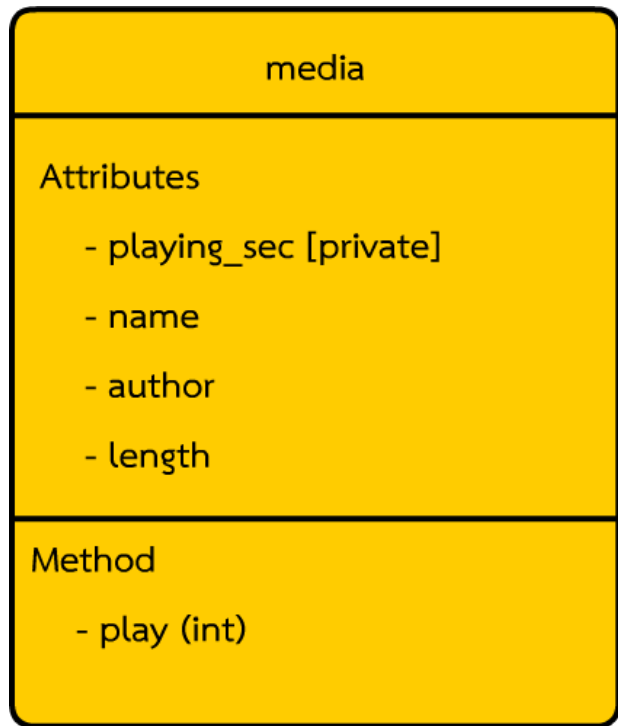 media
Attributes
- playing_sec [private]
- name
- author
- length
Method
- play (int)